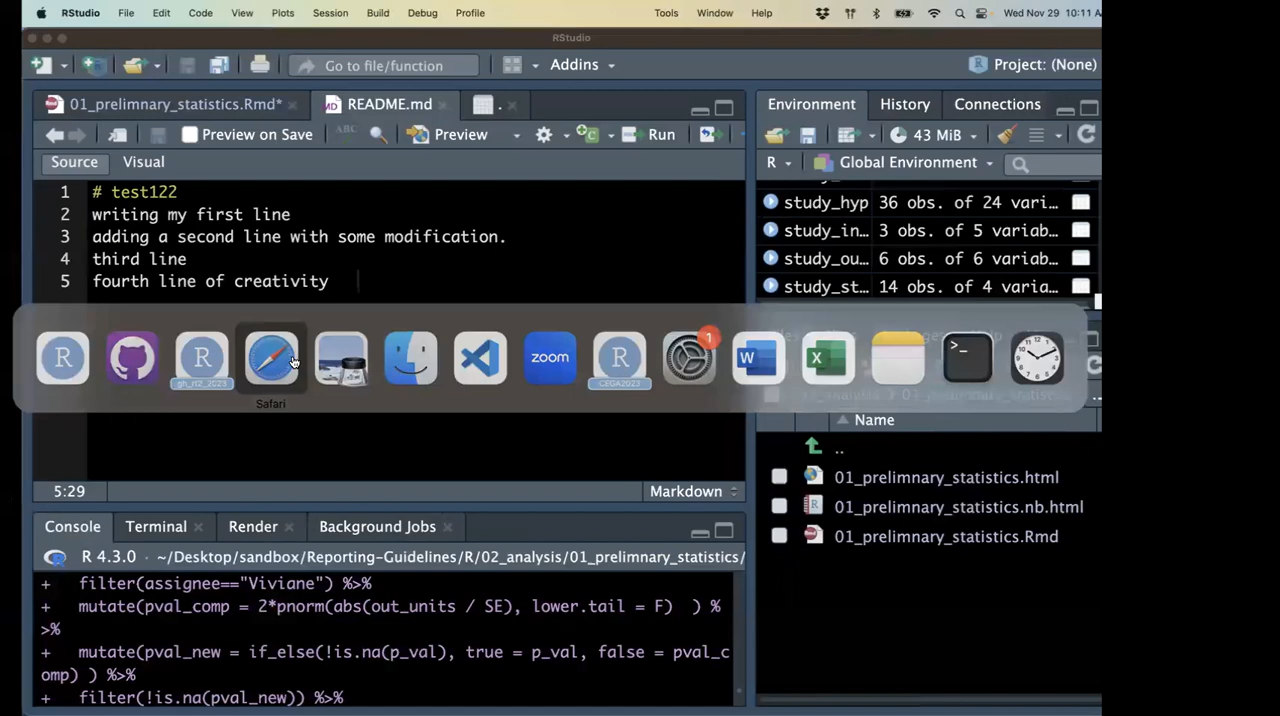 RStudio File Edit Code View Plots Session Build Debug Profile Tools Window Help Wed Nov 29 10:11 A
RStudio
Go to file/function Addins Project: (None)
01_prelimnary_statistics.Rmd* README.md .
Environment History Connections
Preview on Save ABC Preview Run
43 MiB
Source Visual
R Global Environment
1 # test122
2 writing my first line
3 adding a second line with some modification.
4 third line
5 fourth line of creativity
study_hyp 36 obs. of 24 vari…
study_in… 3 obs. of 5 variab…
study_ou… 6 obs. of 6 variab…
study_st… 14 obs. of 4 varia…
R
R
gh_rt2_2023
zoom
R
CEGA2023
1
W
X
>_
Safari
Name
..
01_prelimnary_statistics.html
01_prelimnary_statistics.nb.html
01_prelimnary_statistics.Rmd
5:29 Markdown
Console Terminal Render Background Jobs
R 4.3.0 · ~/Desktop/sandbox/Reporting-Guidelines/R/02_analysis/01_prelimnary_statistics/
+ filter(assignee=="Viviane") %>%
+ mutate(pval_comp = 2*pnorm(abs(out_units / SE), lower.tail = F) ) %
>%
+ mutate(pval_new = if_else(!is.na(p_val), true = p_val, false = pval_c
omp) ) %>%
+ filter(!is.na(pval_new)) %>%